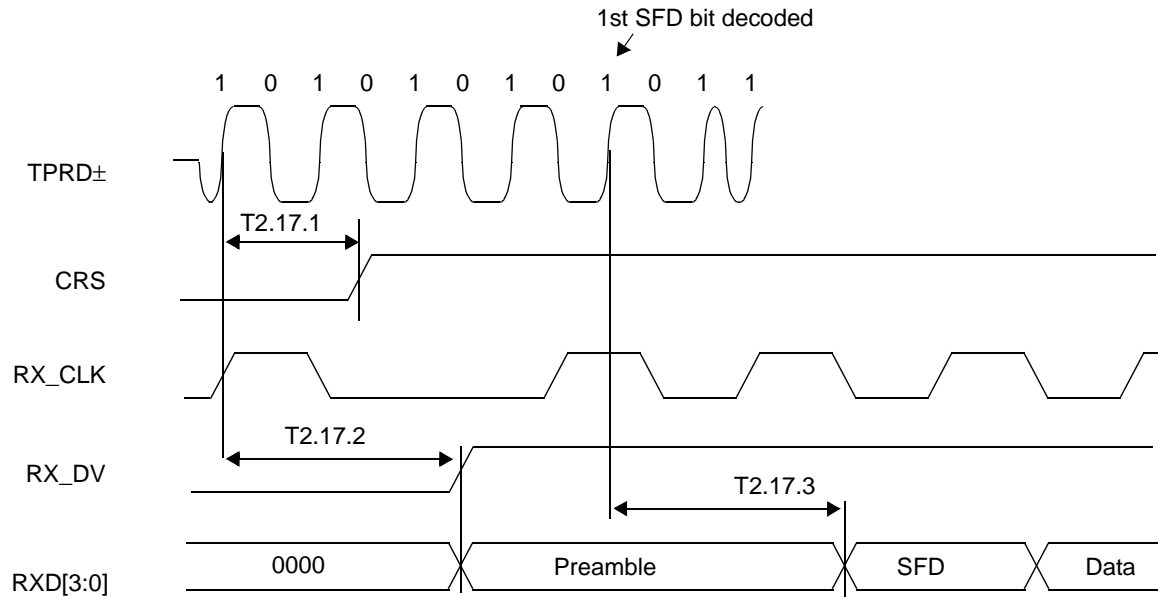 1st SFD bit decoded
1 0 1 0 1 0 1 0 1 0 1 1
TPRD±
T2.17.1
CRS
RX_CLK
T2.17.2
RX_DV
T2.17.3
RXD[3:0] 0000 Preamble SFD Data